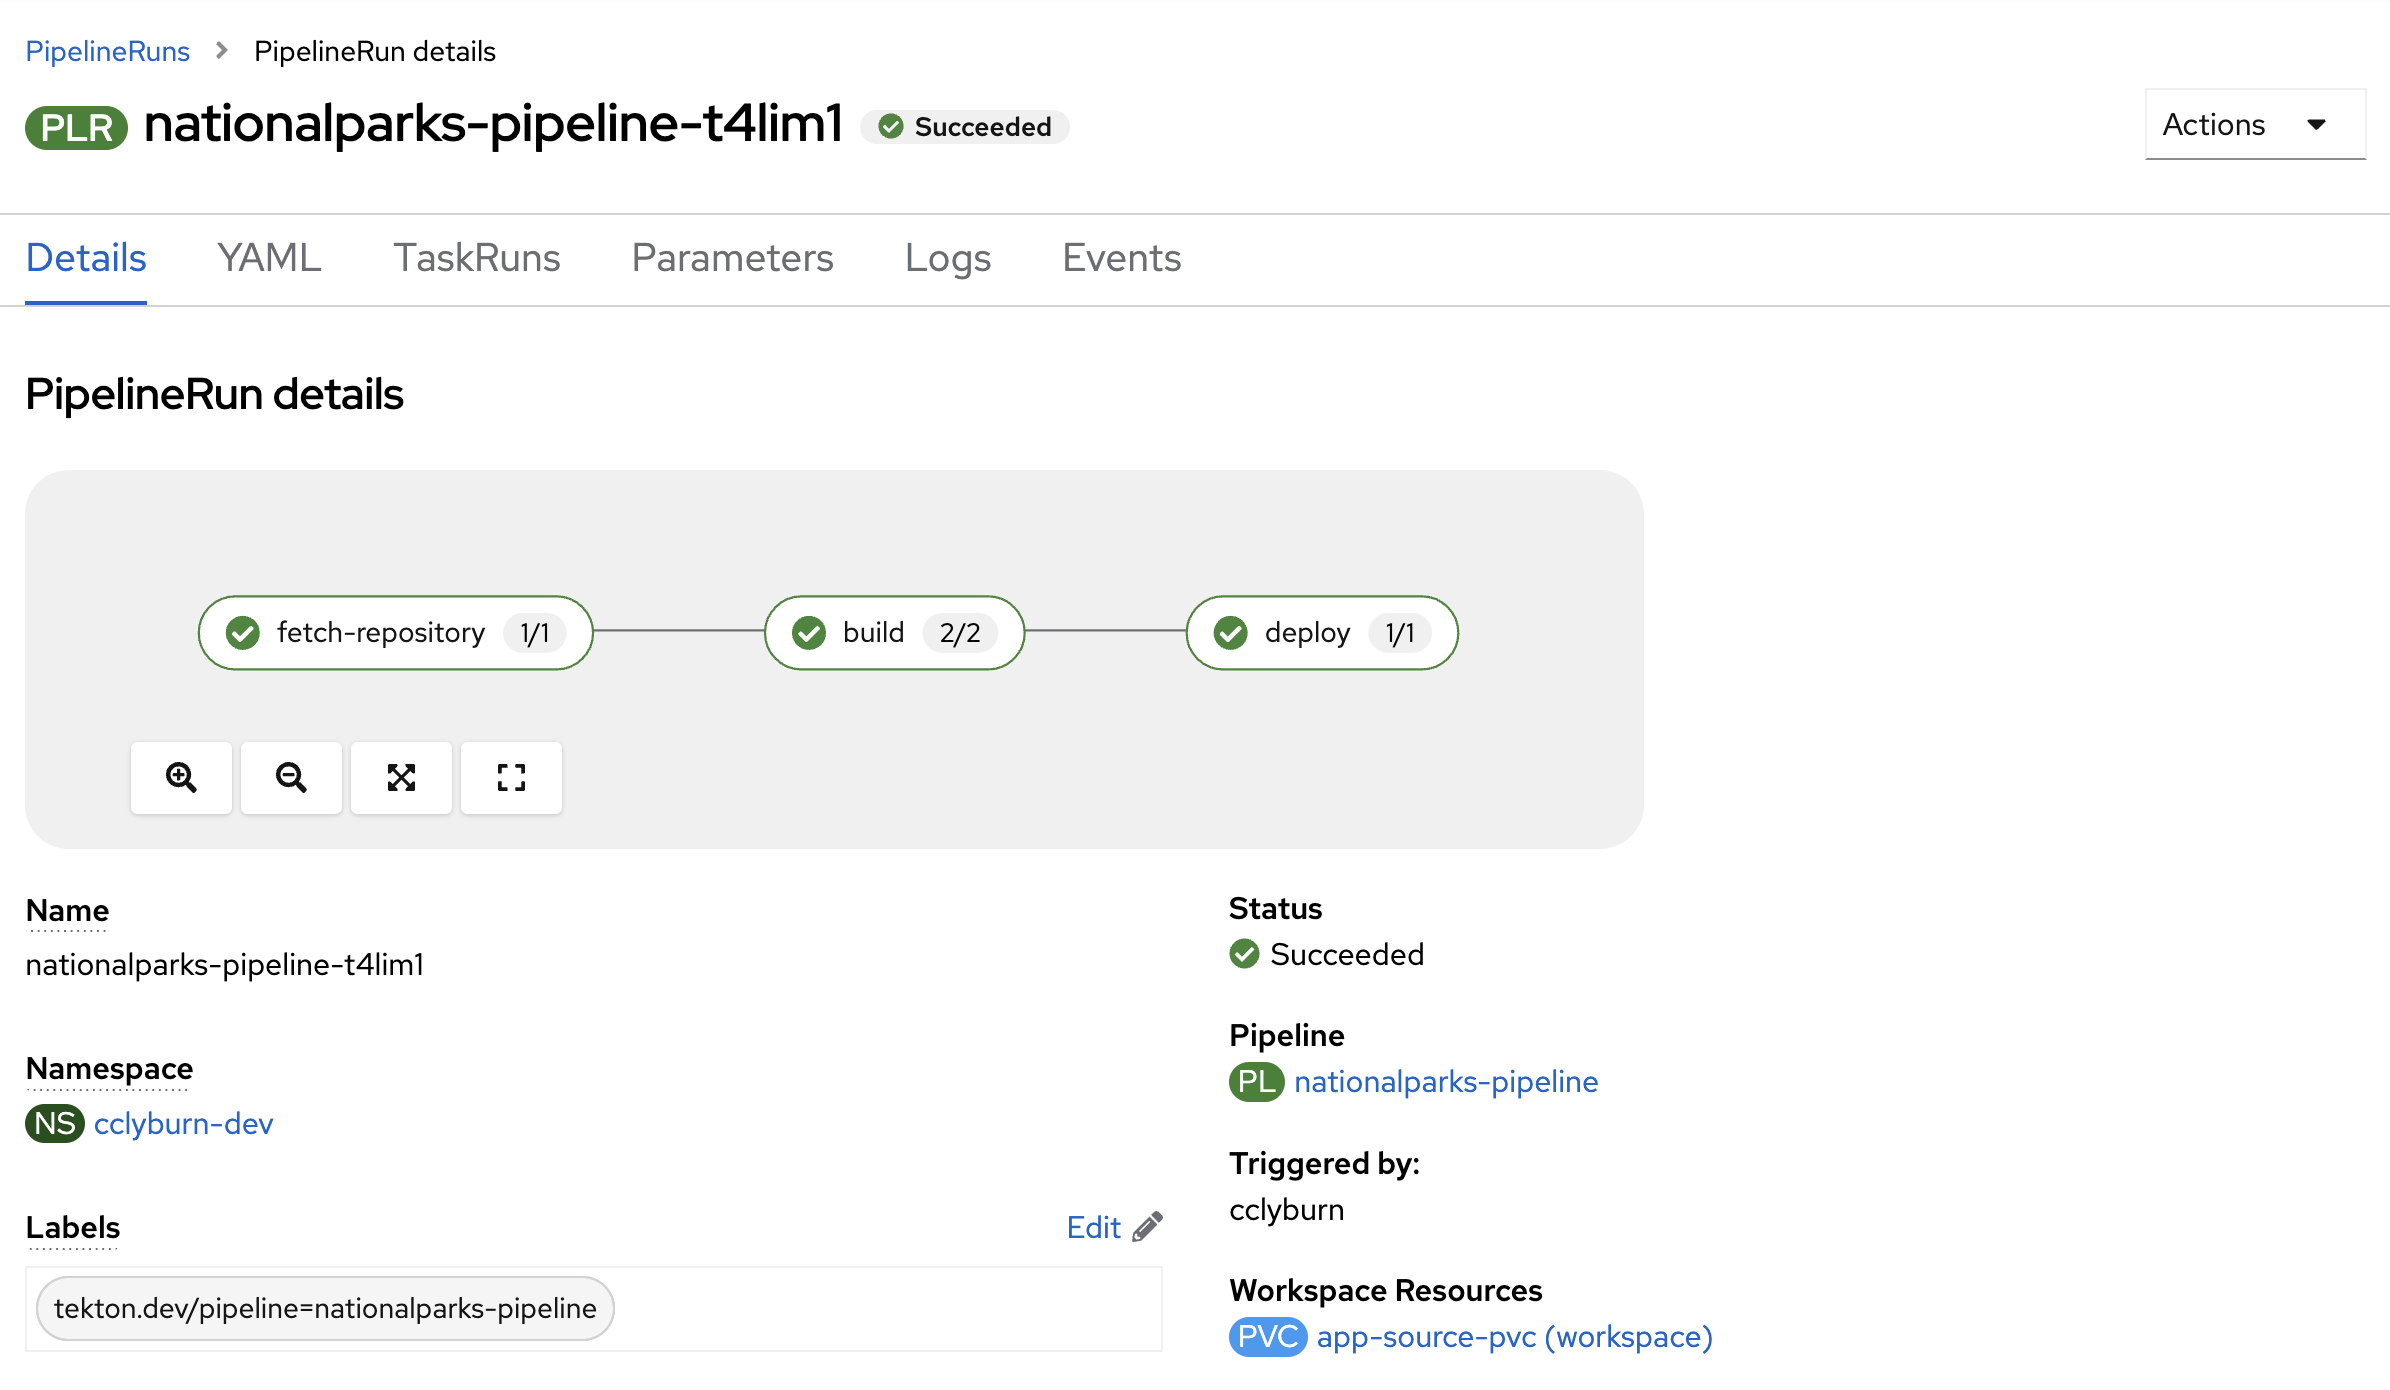 PipelineRuns > PipelineRun details
PLR nationalparks-pipeline-t4lim1 Succeeded
Actions
Details YAML TaskRuns Parameters Logs Events
PipelineRun details
fetch-repository 1/1 build 2/2 deploy 1/1
Name
nationalparks-pipeline-t4lim1
Namespace
NS cclyburn-dev
Labels
Edit
tekton.dev/pipeline=nationalparks-pipeline
Status
Succeeded
Pipeline
PL nationalparks-pipeline
Triggered by:
cclyburn
Workspace Resources
PVC app-source-pvc (workspace)